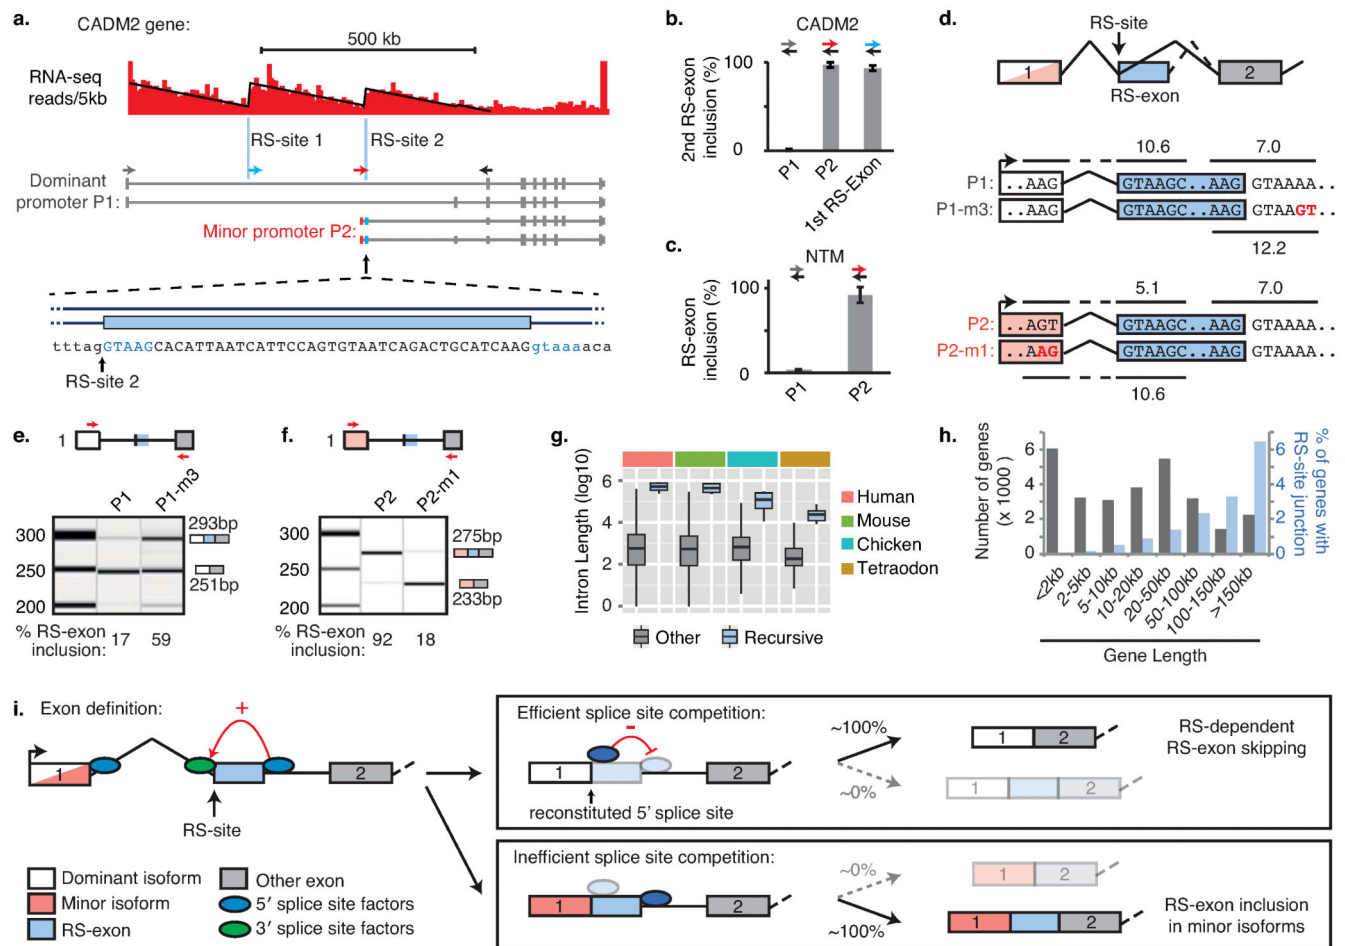 a.
CADM2 gene:
500 kb
RNA-seq
reads/5kb
RS-site 1
RS-site 2
Dominant
promoter P1:
Minor promoter P2:
tttagGTAAGCACATTAATCATTCCAGTGTAATCAGACTGCATCAAGgtaaaaca
RS-site 2
b.
CADM2
2nd RS-exon
inclusion (%)
100
0
P1
P2
1st RS-Exon
c.
NTM
RS-exon
inclusion (%)
100
0
P1
P2
d.
RS-site
1
2
RS-exon
10.6
7.0
P1:
..AAG
GTAAGC..AAG
GTAAAA..
P1-m3:
..AAG
GTAAGC..AAG
GTAAGT..
12.2
5.1
7.0
P2:
..AGT
GTAAGC..AAG
GTAAAA..
P2-m1:
..AAG
GTAAGC..AAG
GTAAAA..
10.6
e.
1
P1
P1-m3
300
250
200
293bp
251bp
% RS-exon
inclusion:
17
59
f.
1
P2
P2-m1
300
250
200
275bp
233bp
% RS-exon
inclusion:
92
18
g.
Intron Length (log10)
6
4
2
0
Human
Mouse
Chicken
Tetraodon
Other
Recursive
h.
Number of genes
(x 1000)
6
4
2
0
% of genes with
RS-site junction
6
4
2
0
<2kb
2-5kb
5-10kb
10-20kb
20-50kb
50-100kb
100-150kb
>150kb
Gene Length
i.
Exon definition:
+
1
2
RS-site
Dominant isoform
Minor isoform
RS-exon
Other exon
5' splice site factors
3' splice site factors
Efficient splice site competition:
-
1
2
reconstituted 5' splice site
~100%
~0%
1
2
1
2
RS-dependent
RS-exon skipping
Inefficient splice site competition:
1
2
~0%
~100%
1
2
1
2
RS-exon inclusion
in minor isoforms